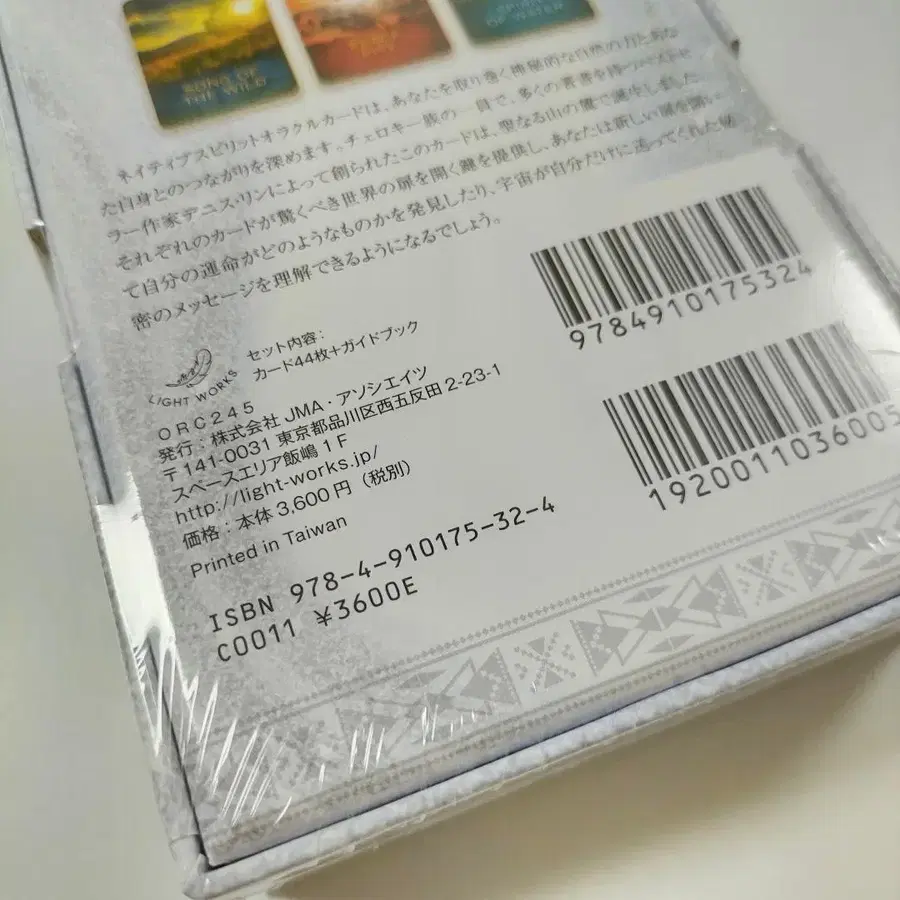 SONG OF
THE WILD
SPIRIT
OF WATER
ネイティブスピリットオラクルカードは、あなたを取り巻く神秘的な自然の力とあな
た自身とのつながりを深めます。チェロキー族の一員で、多くの著書を持つベストセ
ラー作家デニス・リンによって創られたこのカードは、聖なる山の麓で誕生しました。
それぞれのカードが驚くべき世界の扉を開く鍵を提供し、あなたは新しい扉を開い
て自分の運命がどのようなものかを発見したり、宇宙が自分だけに送ってくれた秘
密のメッセージを理解できるようになるでしょう。
LIGHT WORKS
セット内容:
カード44枚+ガイドブック
ORC245
発行:株式会社 JMA・アソシエイツ
〒141-0031 東京都品川区西五反田 2-23-1
スペースエリア飯嶋 1F
http://light-works.jp/
価格:本体 3,600円(税別)
Printed in Taiwan
9784910175324
1920011036005
ISBN 978-4-910175-32-4
C0011 ¥3600E